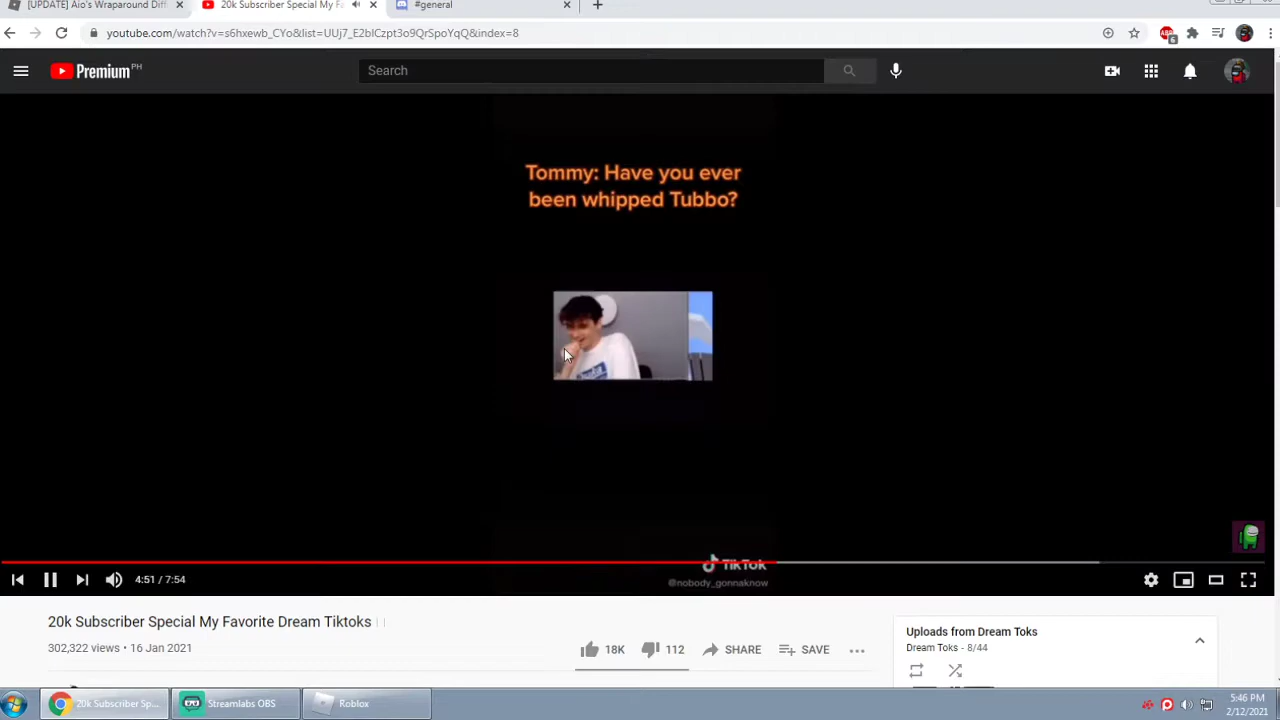 [UPDATE] Aio's Wraparound Diff
20k Subscriber Special My Fa
#general
youtube.com/watch?v=s6hxewb_CYo&list=UUj7_E2bICzpt3o9QrSpoYqQ&index=8
ABP
6
Premium PH
Search
Tommy: Have you ever
been whipped Tubbo?
TikTok
@nobody_gonnaknow
4:51 / 7:54
20k Subscriber Special My Favorite Dream Tiktoks
302,322 views • 16 Jan 2021
18K
112
SHARE
SAVE
Uploads from Dream Toks
Dream Toks - 8/44
20k Subscriber Sp...
Streamlabs OBS
Roblox
5:46 PM
2/12/2021